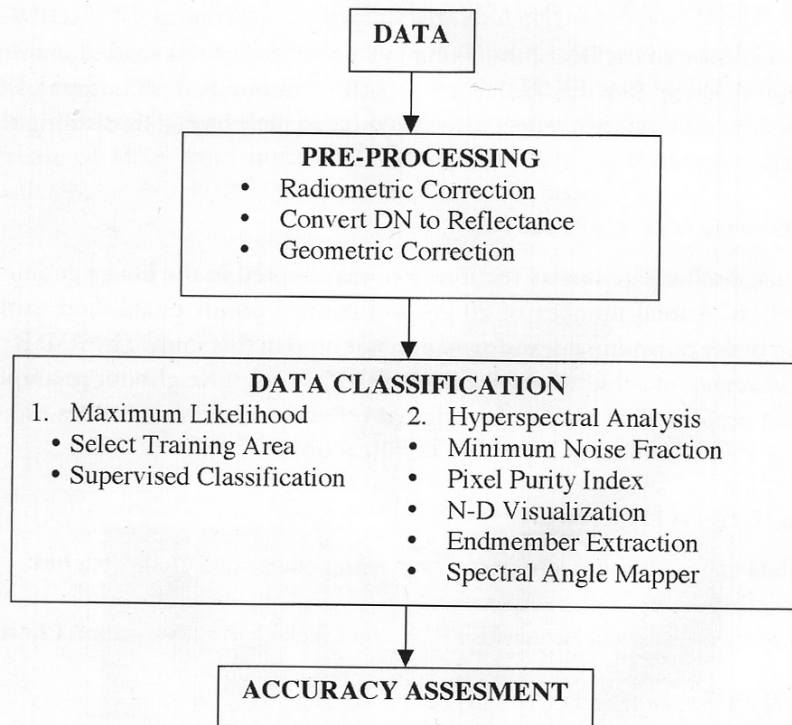 DATA
PRE-PROCESSING
• Radiometric Correction
• Convert DN to Reflectance
• Geometric Correction
DATA CLASSIFICATION
1. Maximum Likelihood
• Select Training Area
• Supervised Classification
2. Hyperspectral Analysis
• Minimum Noise Fraction
• Pixel Purity Index
• N-D Visualization
• Endmember Extraction
• Spectral Angle Mapper
ACCURACY ASSESMENT